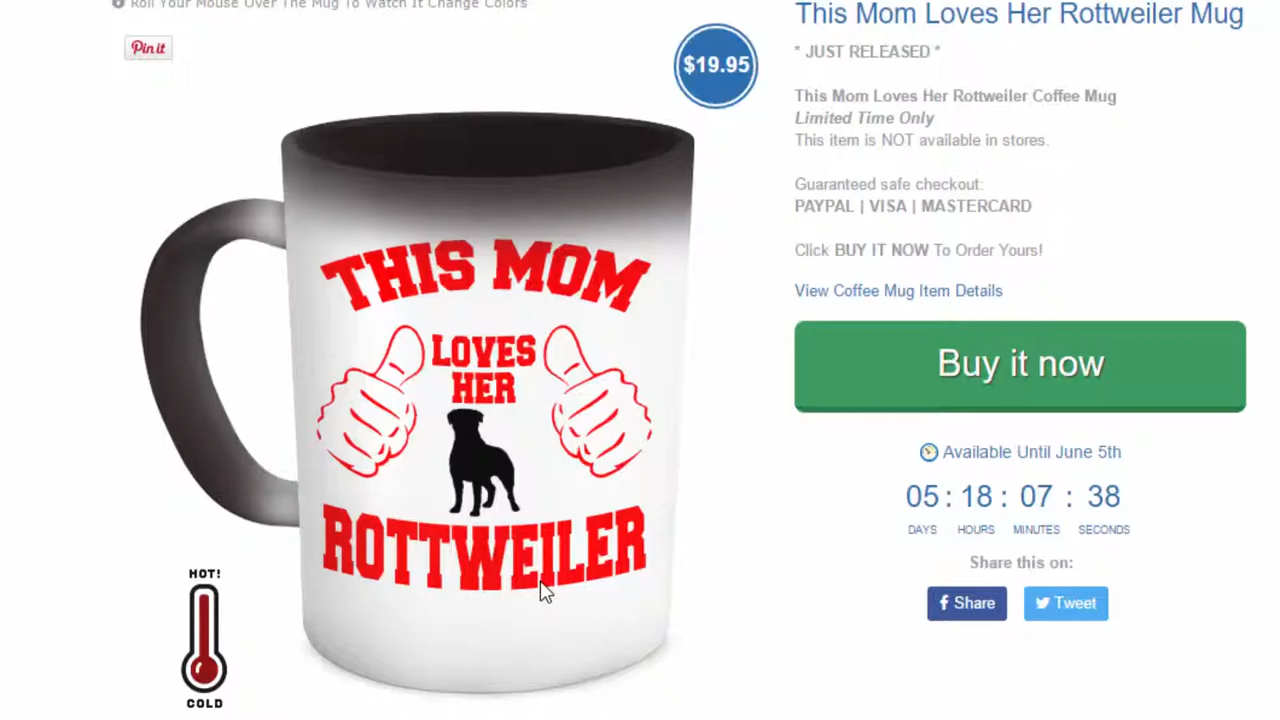 Roll Your Mouse Over The Mug To Watch It Change Colors
Pin it
$19.95
THIS MOM
LOVES
HER
ROTTWEILER
HOT!
COLD
This Mom Loves Her Rottweiler Mug
* JUST RELEASED *
This Mom Loves Her Rottweiler Coffee Mug
Limited Time Only
This item is NOT available in stores.
Guaranteed safe checkout:
PAYPAL | VISA | MASTERCARD
Click BUY IT NOW To Order Yours!
View Coffee Mug Item Details
Buy it now
Available Until June 5th
05 : 18 : 07 : 38
DAYS HOURS MINUTES SECONDS
Share this on:
f Share
Tweet